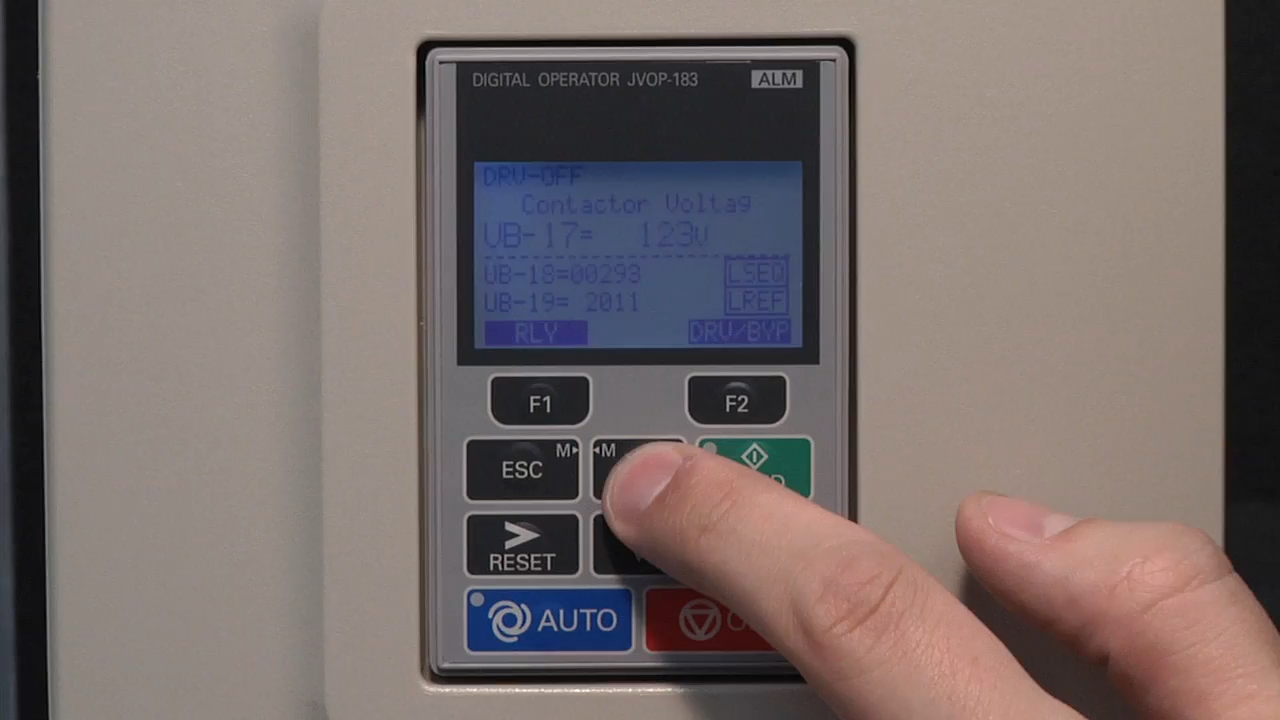 DIGITAL OPERATOR JVOP-183 ALM
DRV-OFF
Contactor Voltag
UB-17= 123V
UB-18=00293 LSEQ
UB-19= 2011 LREF
RLY DRV/BYP
F1 F2
ESC M M
RESET
AUTO